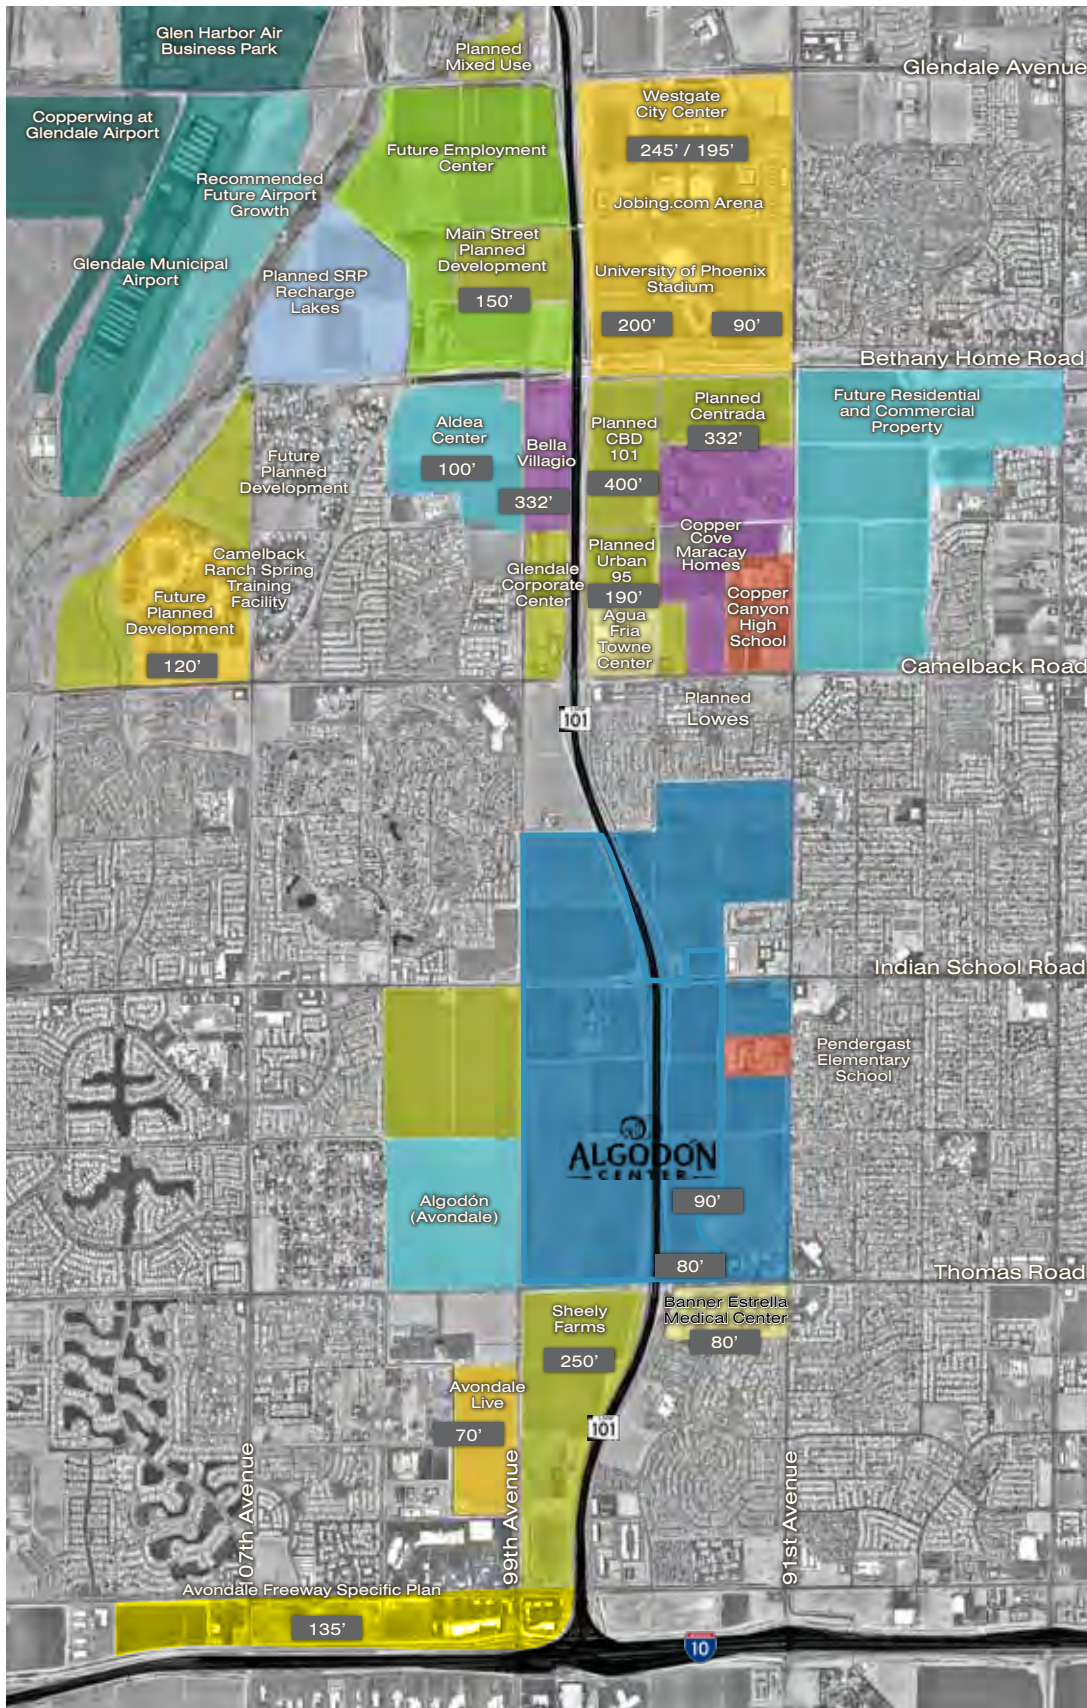 Glen Harbor Air
Business Park
Planned
Mixed Use
Glendale Avenue
Copperwing at
Glendale Airport
Westgate
City Center
245’ / 195’
Future Employment
Center
Recommended
Future Airport
Growth
Jobing.com Arena
Main Street
Planned
Development
150’
Glendale Municipal
Airport
Planned SRP
Recharge
Lakes
University of Phoenix
Stadium
200’
90’
Bethany Home Road
Future Residential
and Commercial
Property
Planned
Centrada
332’
Planned
CBD
101
400’
Aldea
Center
100’
Bella
Villagio
332’
Future
Planned
Development
Copper
Cove
Maracay
Homes
Planned
Urban
95
190’
Glendale
Corporate
Center
Camelback
Ranch Spring
Training
Facility
Future
Planned
Development
120’
Copper
Canyon
High
School
Agua
Fria
Towne
Center
Camelback Road
Planned
Lowes
101
Indian School Road
Pendergast
Elementary
School
ALGODÓN
CENTER
Algodón
(Avondale)
90’
80’
Thomas Road
Banner Estrella
Medical Center
80’
Sheely
Farms
250’
Avondale
Live
70’
101
107th Avenue
99th Avenue
91st Avenue
Avondale Freeway Specific Plan
135’
10